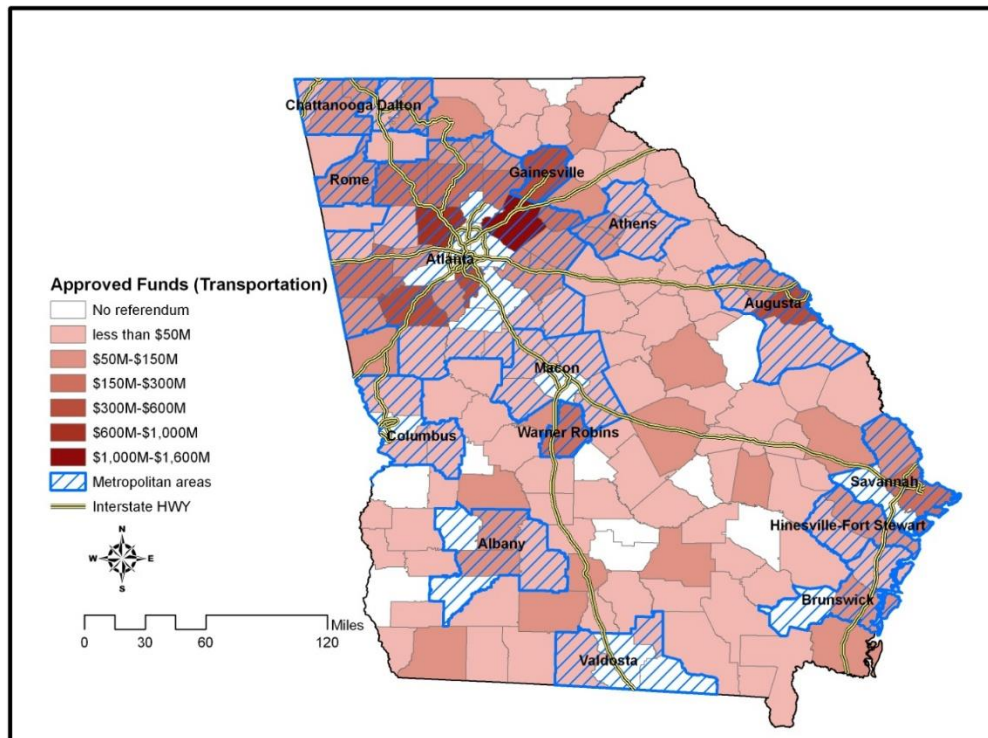 Chattanooga Dalton
Gainesville
Rome
Athens
Atlanta
Augusta
Macon
Columbus
Warner Robins
Savannah
Hinesville-Fort Stewart
Albany
Brunswick
Valdosta
Approved Funds (Transportation)
No referendum
less than $50M
$50M-$150M
$150M-$300M
$300M-$600M
$600M-$1,000M
$1,000M-$1,600M
Metropolitan areas
Interstate HWY
N
W E
S
Miles
0 30 60 120